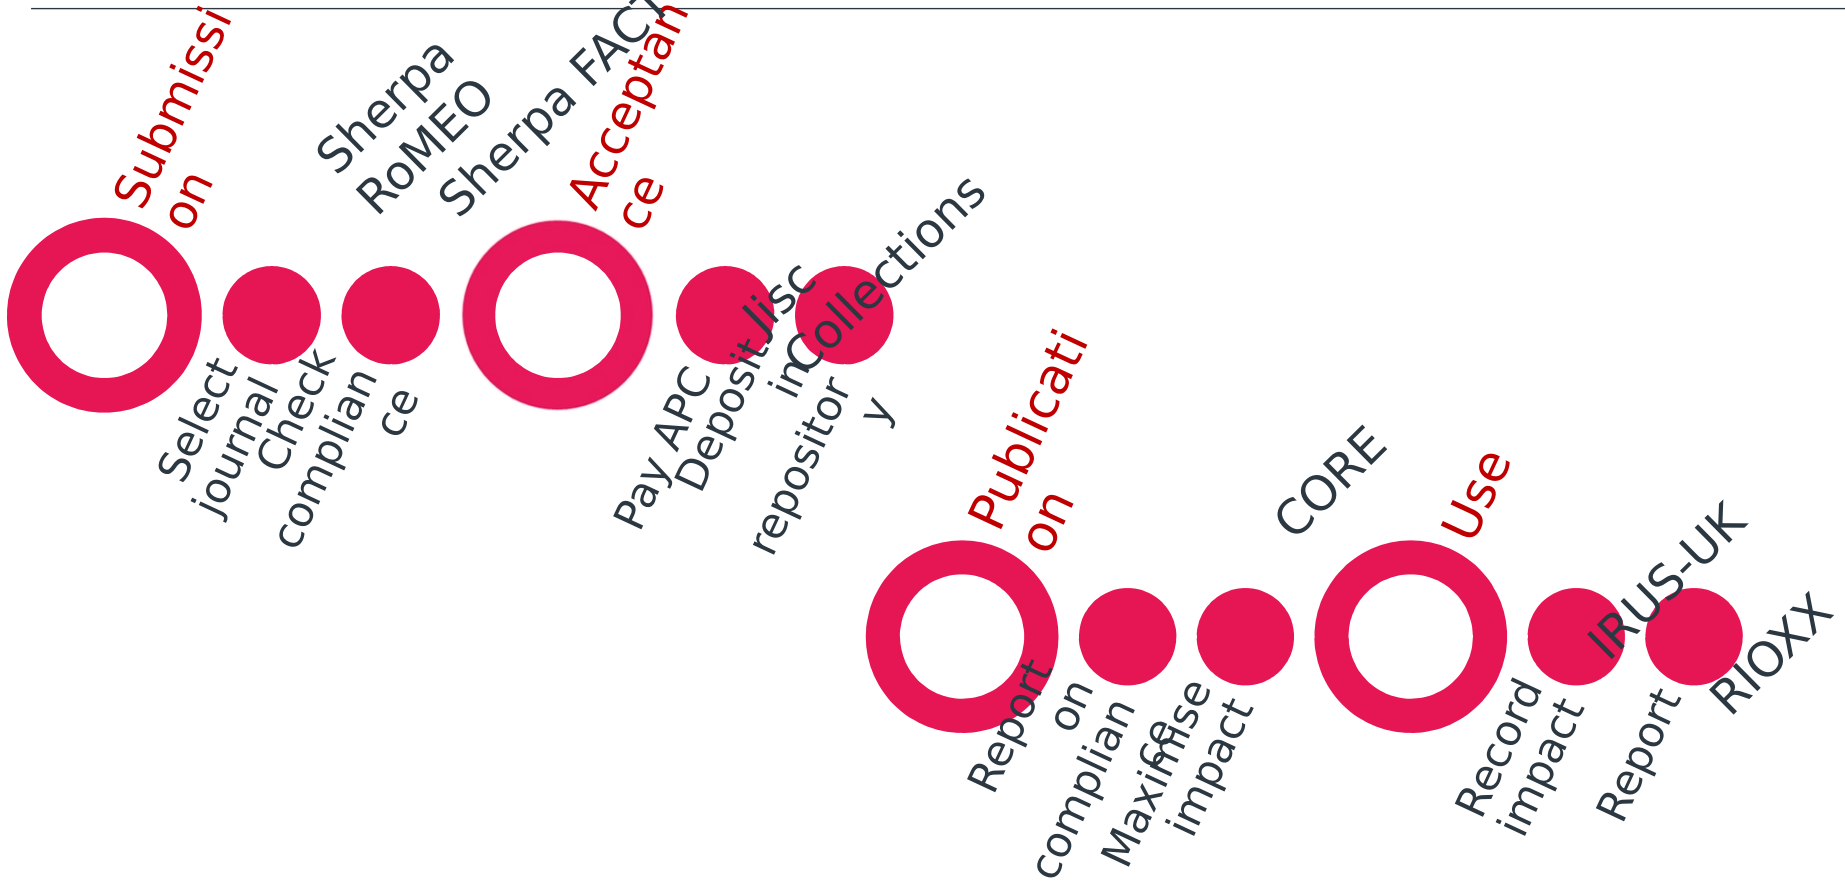 Submissi
on
Sherpa
RoMEO
Sherpa FACT
Acceptan
ce
Select
journal
Check
complian
ce
Jisc
Collections
Pay APC
Deposit
in
repositor
y
Publicati
on
CORE
Use
IRUS-UK
RIOXX
Report
on
complian
ce
Maximise
impact
Record
impact
Report